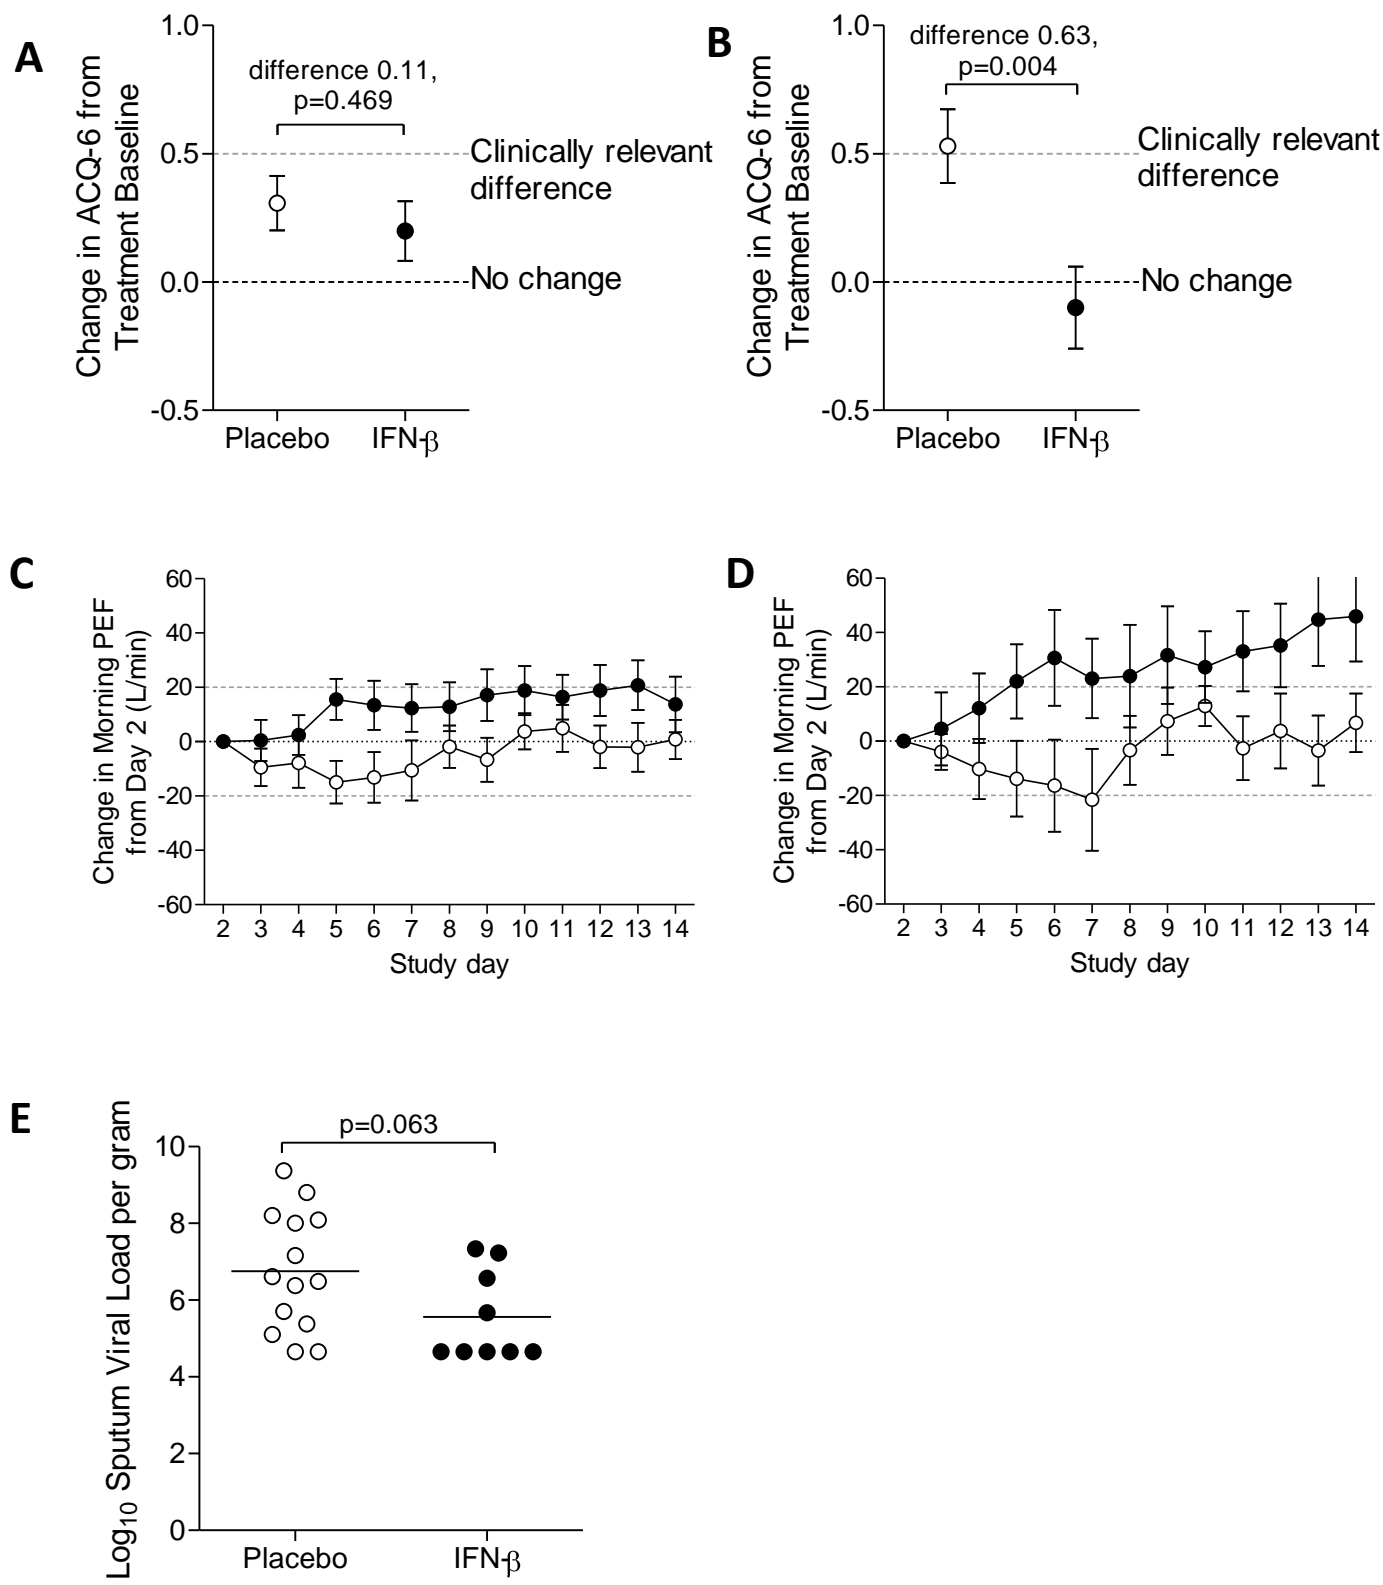 A
Change in ACQ-6 from
Treatment Baseline
1.0
0.5
0.0
-0.5
difference 0.11,
p=0.469
Clinically relevant
difference
No change
Placebo
IFN-β
B
Change in ACQ-6 from
Treatment Baseline
1.0
0.5
0.0
-0.5
difference 0.63,
p=0.004
Clinically relevant
difference
No change
Placebo
IFN-β
C
Change in Morning PEF
from Day 2 (L/min)
60
40
20
0
-20
-40
-60
2 3 4 5 6 7 8 9 10 11 12 13 14
Study day
D
Change in Morning PEF
from Day 2 (L/min)
60
40
20
0
-20
-40
-60
2 3 4 5 6 7 8 9 10 11 12 13 14
Study day
E
Log10 Sputum Viral Load per gram
10
8
6
4
2
0
p=0.063
Placebo
IFN-β